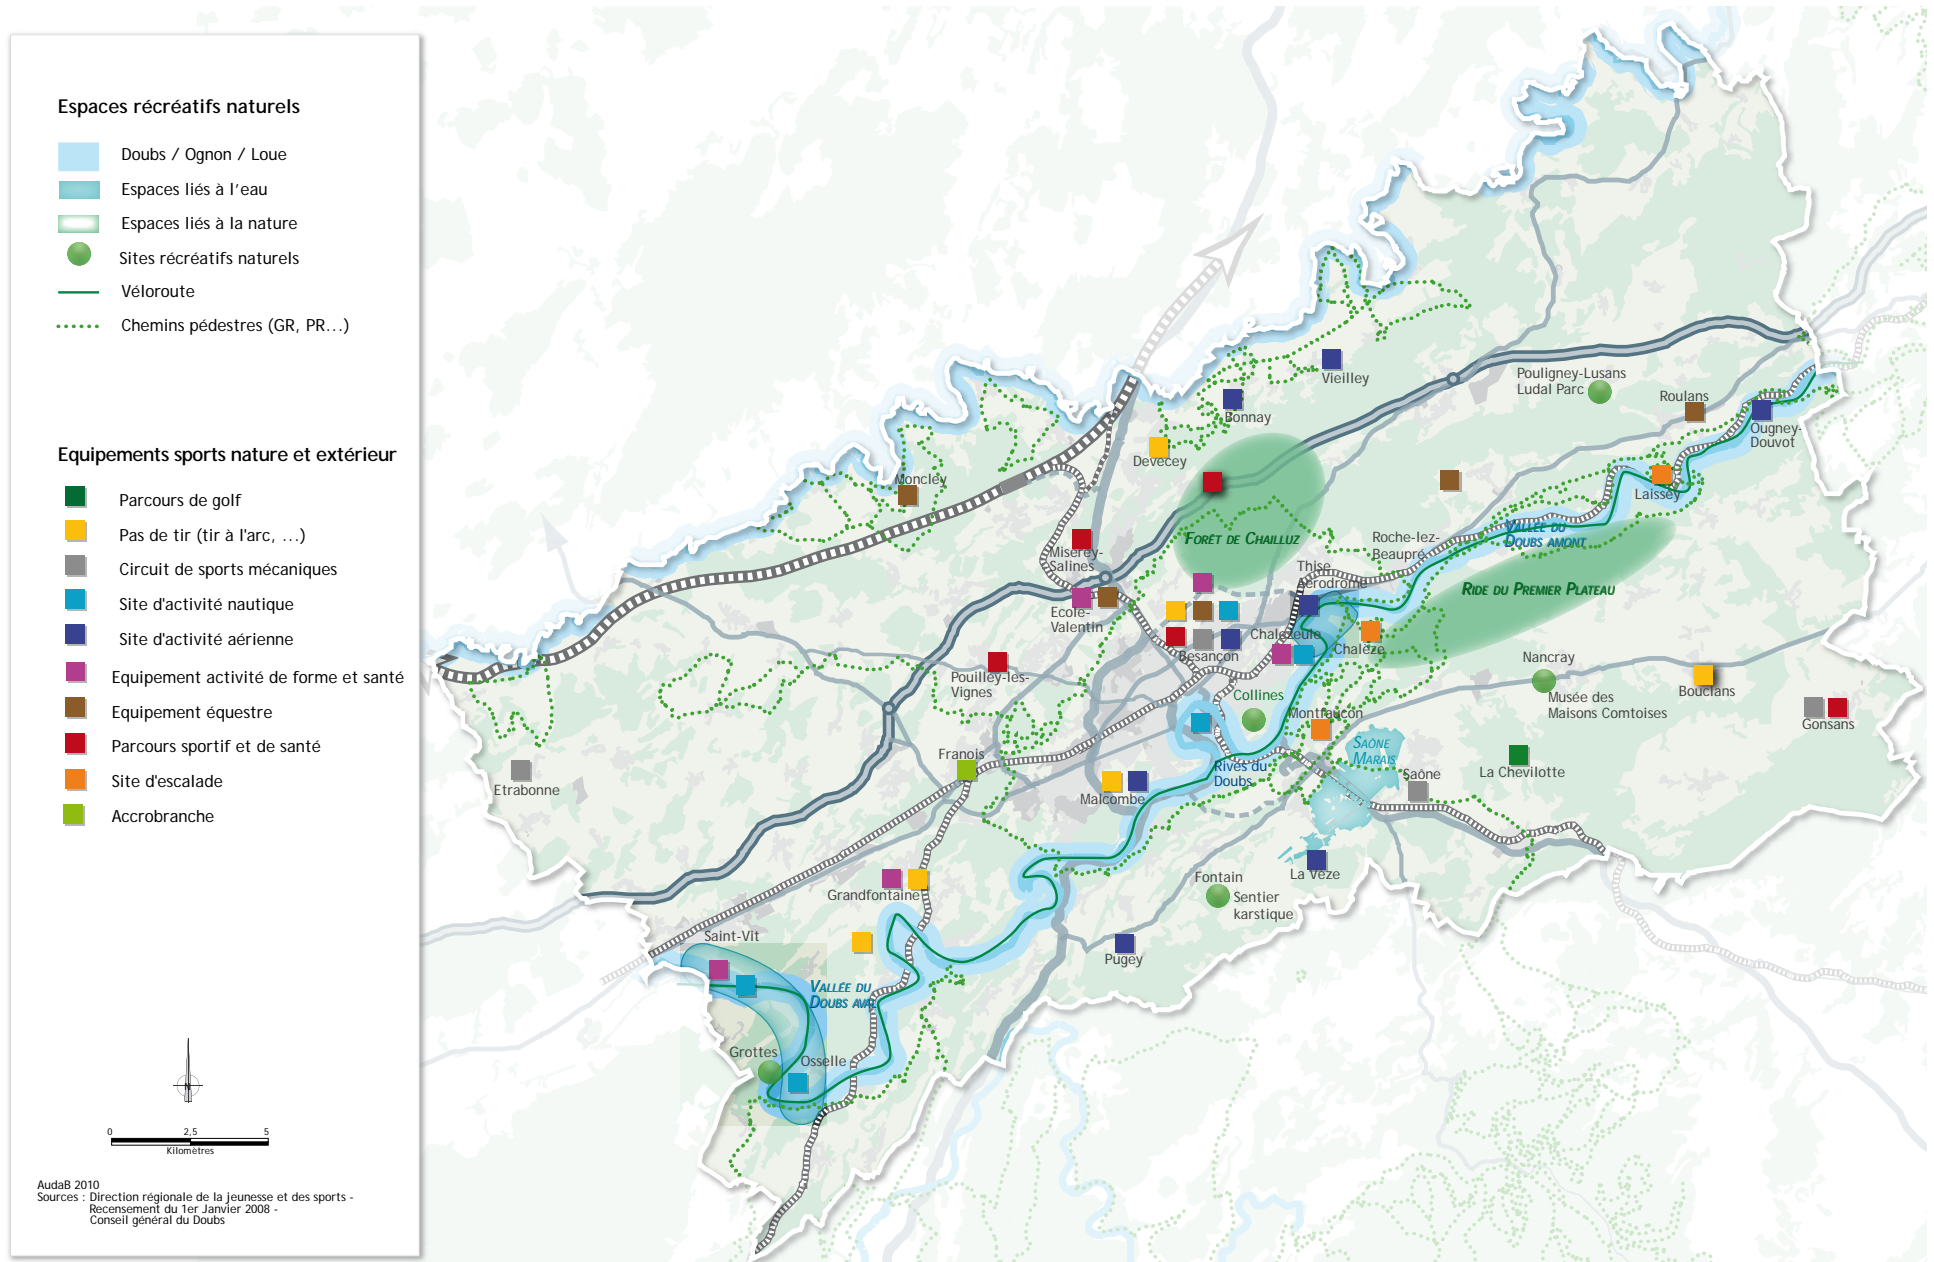 Espaces récréatifs naturels
Doubs / Ognon / Loue
Espaces liés à l'eau
Espaces liés à la nature
Sites récréatifs naturels
Véloroute
Chemins pédestres (GR, PR...)
Equipements sports nature et extérieur
Parcours de golf
Pas de tir (tir à l'arc, ...)
Circuit de sports mécaniques
Site d'activité nautique
Site d'activité aérienne
Equipement activité de forme et santé
Equipement équestre
Parcours sportif et de santé
Site d'escalade
Accrobranche
N
0 2,5 5
Kilomètres
AudaB 2010
Sources : Direction régionale de la jeunesse et des sports -
Recensement du 1er Janvier 2008 -
Conseil général du Doubs
Vieilley
Bonnay
Pouligney-Lusans
Ludal Parc
Roulans
Ougney-
Douvot
Devecey
Moncley
Laissey
FORÊT DE CHAILLUZ
VALLÉE DU
DOUBS AMONT
Roche-lez-
Beaupré
Miserey-
Salines
Thise
Aérodrome
RIDE DU PREMIER PLATEAU
Ecole-
Valentin
Chalezeule
Chalèze
Besançon
Nancray
Musée des
Maisons Comtoises
Bouclans
Pouilley-les-
Vignes
Collines
Montfaucon
Gonsans
SAÔNE
MARAIS
Franois
Rives du
Doubs
Saône
La Chevilotte
Etrabonne
Malcombe
La Vèze
Fontain
Sentier
karstique
Grandfontaine
Saint-Vit
Pugey
VALLÉE DU
DOUBS AVAL
Grottes
Osselle